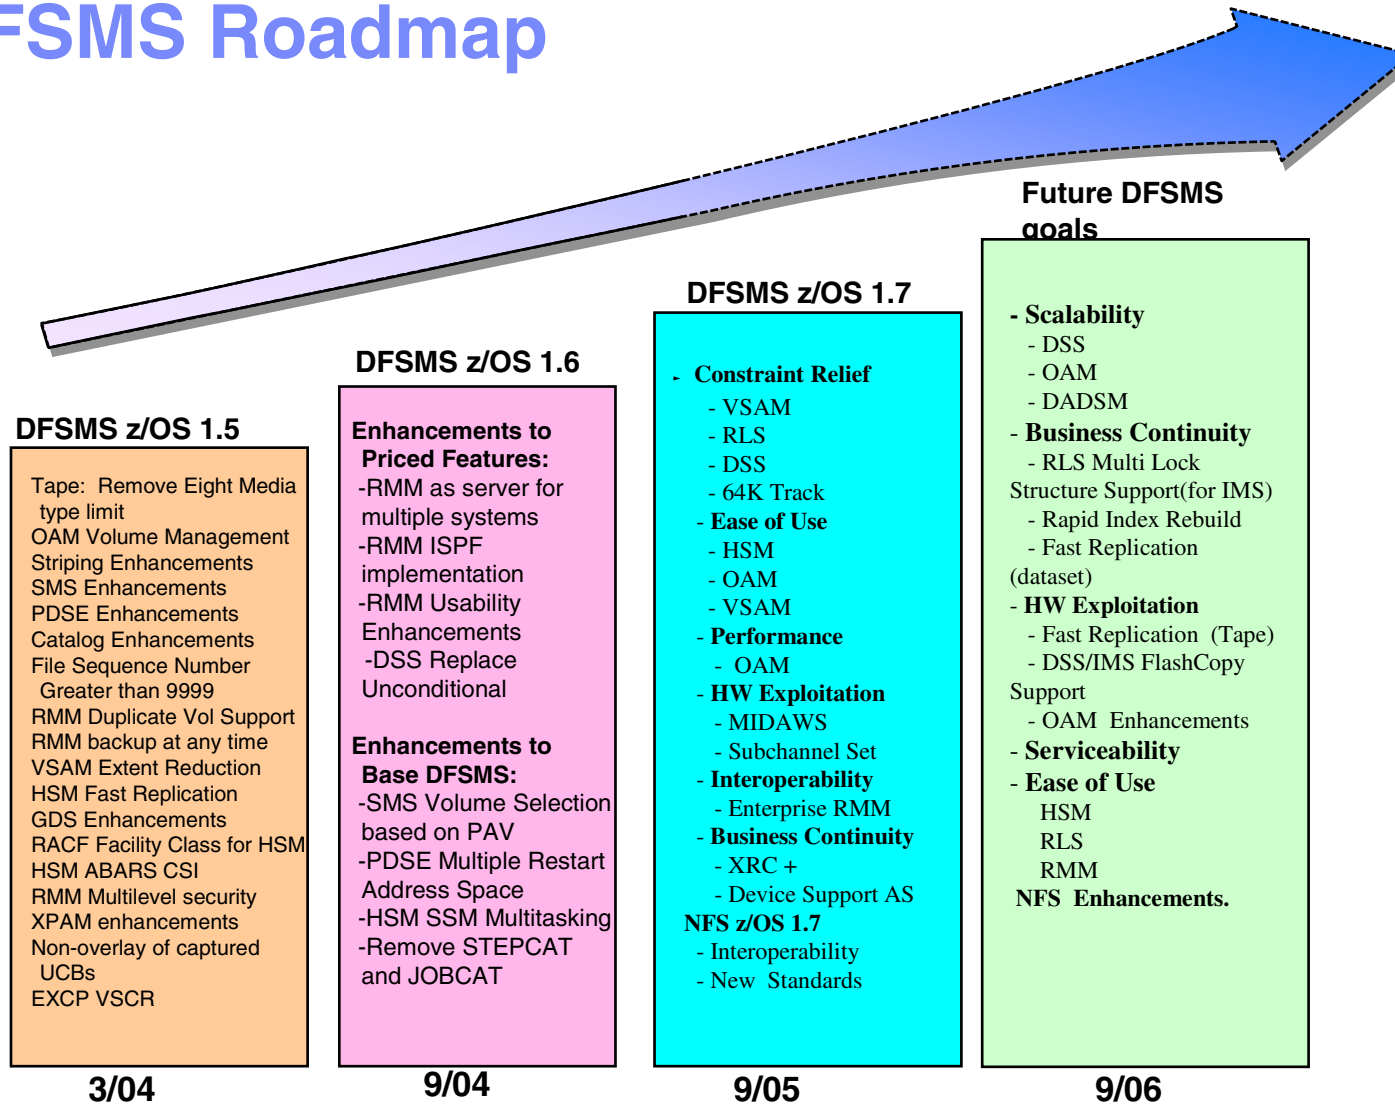 FSMS Roadmap
DFSMS z/OS 1.5
Tape: Remove Eight Media
type limit
OAM Volume Management
Striping Enhancements
SMS Enhancements
PDSE Enhancements
Catalog Enhancements
File Sequence Number
Greater than 9999
RMM Duplicate Vol Support
RMM backup at any time
VSAM Extent Reduction
HSM Fast Replication
GDS Enhancements
RACF Facility Class for HSM
HSM ABARS CSI
RMM Multilevel security
XPAM enhancements
Non-overlay of captured
UCBs
EXCP VSCR
3/04
DFSMS z/OS 1.6
Enhancements to
Priced Features:
-RMM as server for
multiple systems
-RMM ISPF
implementation
-RMM Usability
Enhancements
-DSS Replace
Unconditional
Enhancements to
Base DFSMS:
-SMS Volume Selection
based on PAV
-PDSE Multiple Restart
Address Space
-HSM SSM Multitasking
-Remove STEPCAT
and JOBCAT
9/04
DFSMS z/OS 1.7
► Constraint Relief
- VSAM
- RLS
- DSS
- 64K Track
- Ease of Use
- HSM
- OAM
- VSAM
- Performance
- OAM
- HW Exploitation
- MIDAWS
- Subchannel Set
- Interoperability
- Enterprise RMM
- Business Continuity
- XRC +
- Device Support AS
NFS z/OS 1.7
- Interoperability
- New Standards
9/05
Future DFSMS
goals
- Scalability
- DSS
- OAM
- DADSM
- Business Continuity
- RLS Multi Lock
Structure Support(for IMS)
- Rapid Index Rebuild
- Fast Replication
(dataset)
- HW Exploitation
- Fast Replication (Tape)
- DSS/IMS FlashCopy
Support
- OAM Enhancements
- Serviceability
- Ease of Use
HSM
RLS
RMM
NFS Enhancements.
9/06